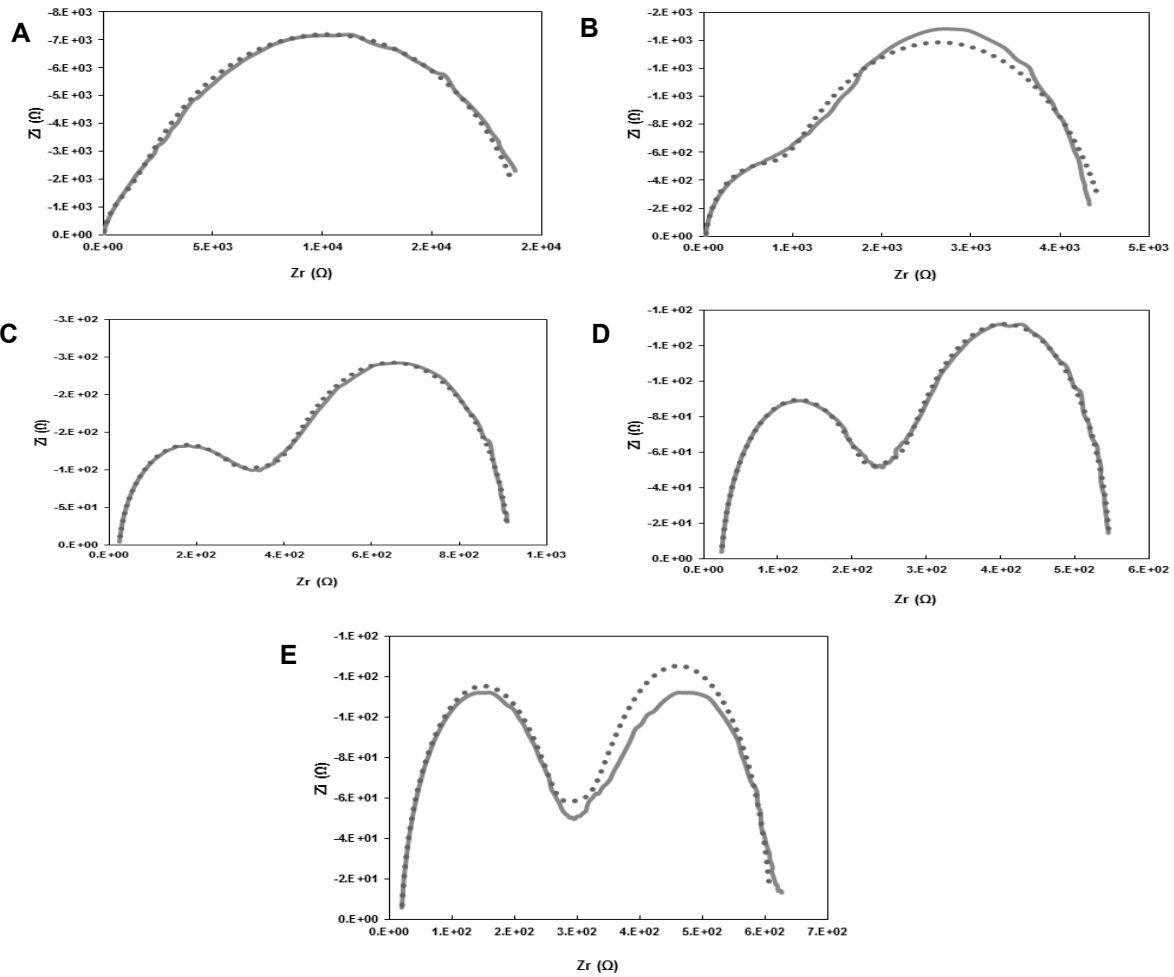 A
-8.E +03
-7.E +03
-6.E +03
-5.E +03
-4.E +03
-3.E +03
-2.E +03
-1.E +03
0.E+00
Zi (Ω)
0.E+00 5.E+03 1.E+04 2.E+04 2.E+04
Zr (Ω)
B
-2.E +03
-1.E +03
-1.E +03
-1.E +03
-8.E +02
-6.E +02
-4.E +02
-2.E +02
0.E+00
Zi (Ω)
0.E+00 1.E+03 2.E+03 3.E+03 4.E+03 5.E+03
Zr (Ω)
C
-3.E +02
-3.E +02
-2.E +02
-2.E +02
-1.E +02
-5.E +01
0.E+00
Zi (Ω)
0.E+00 2.E+02 4.E+02 6.E+02 8.E+02 1.E+03
Zr (Ω)
D
-1.E +02
-1.E +02
-1.E +02
-8.E +01
-6.E +01
-4.E +01
-2.E +01
0.E+00
Zi (Ω)
0.E+00 1.E+02 2.E+02 3.E+02 4.E+02 5.E+02 6.E+02
Zr (Ω)
E
-1.E +02
-1.E +02
-1.E +02
-8.E +01
-6.E +01
-4.E +01
-2.E +01
0.E+00
Zi (Ω)
0.E+00 1.E+02 2.E+02 3.E+02 4.E+02 5.E+02 6.E+02 7.E+02
Zr (Ω)